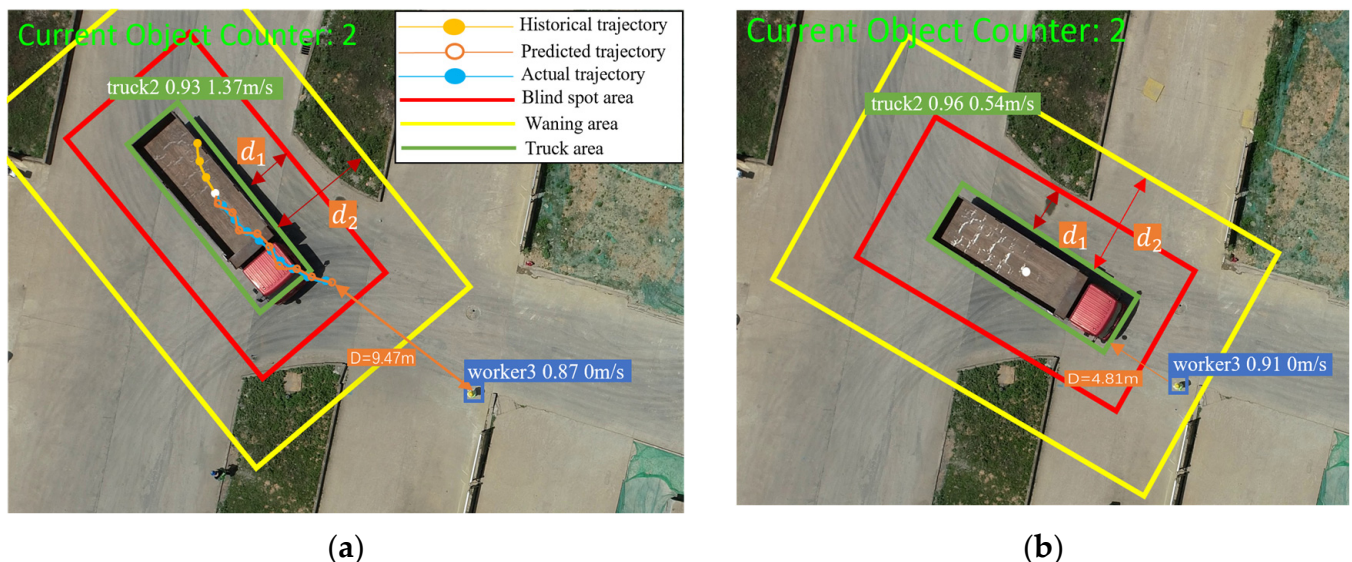 Current Object Counter: 2
Historical trajectory
Predicted trajectory
Actual trajectory
Blind spot area
Waning area
Truck area
truck2 0.93 1.37m/s
d1
d2
D=9.47m
worker3 0.87 0m/s
(a)
Current Object Counter: 2
truck2 0.96 0.54m/s
d1
d2
D=4.81m
worker3 0.91 0m/s
(b)